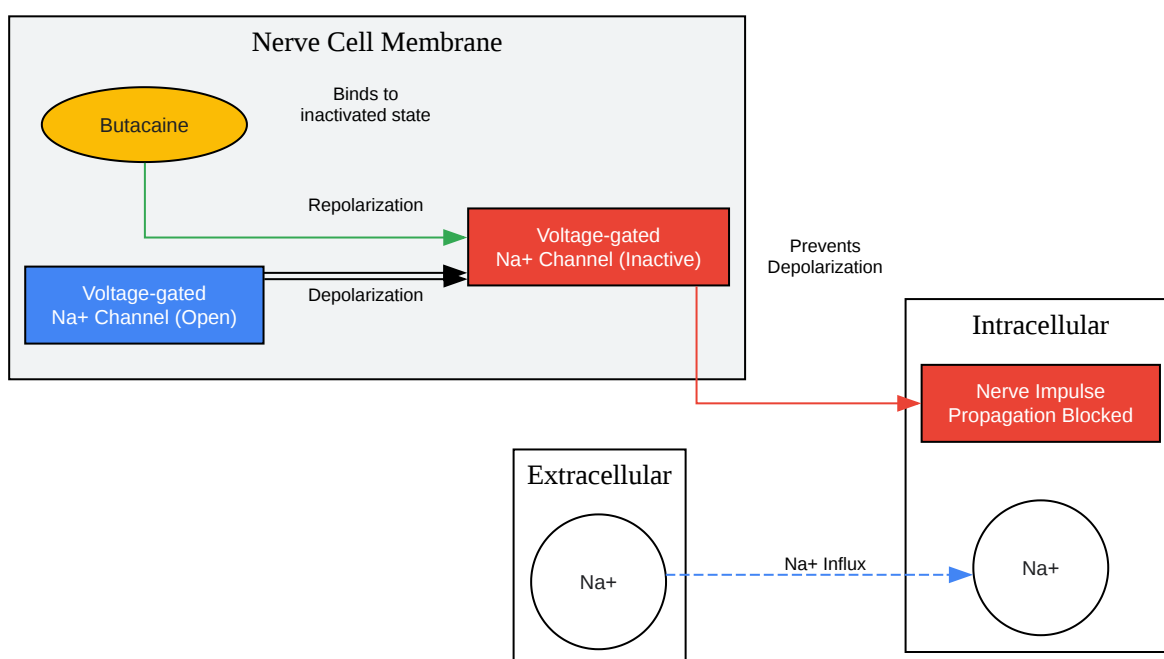 Nerve Cell Membrane
Binds to
inactivated state
Butacaine
Repolarization
Voltage-gated
Na+ Channel (Inactive)
Prevents
Depolarization
Voltage-gated
Na+ Channel (Open)
Depolarization
Intracellular
Nerve Impulse
Propagation Blocked
Extracellular
Na+
Na+ Influx
Na+